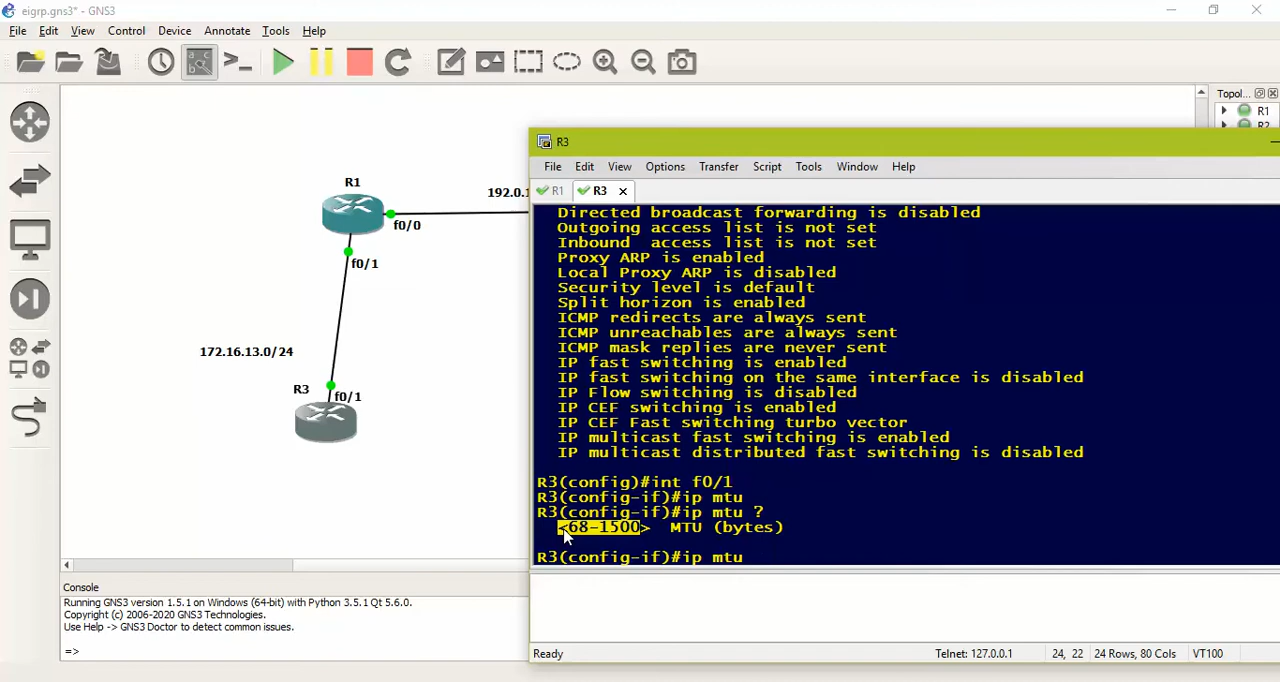 eigrp.gns3* - GNS3
File Edit View Control Device Annotate Tools Help
Topol...
R1
R2
R1
192.0.1
f0/0
f0/1
172.16.13.0/24
R3
f0/1
R3
File Edit View Options Transfer Script Tools Window Help
R1 R3
Directed broadcast forwarding is disabled
Outgoing access list is not set
Inbound  access list is not set
Proxy ARP is enabled
Local Proxy ARP is disabled
Security level is default
Split horizon is enabled
ICMP redirects are always sent
ICMP unreachables are always sent
ICMP mask replies are never sent
IP fast switching is enabled
IP fast switching on the same interface is disabled
IP Flow switching is disabled
IP CEF switching is enabled
IP CEF Fast switching turbo vector
IP multicast fast switching is enabled
IP multicast distributed fast switching is disabled
R3(config)#int f0/1
R3(config-if)#ip mtu
R3(config-if)#ip mtu ?
<68-1500>  MTU (bytes)
R3(config-if)#ip mtu
Ready Telnet: 127.0.0.1 24, 22 24 Rows, 80 Cols VT100
Console
Running GNS3 version 1.5.1 on Windows (64-bit) with Python 3.5.1 Qt 5.6.0.
Copyright (c) 2006-2020 GNS3 Technologies.
Use Help -> GNS3 Doctor to detect common issues.
=>